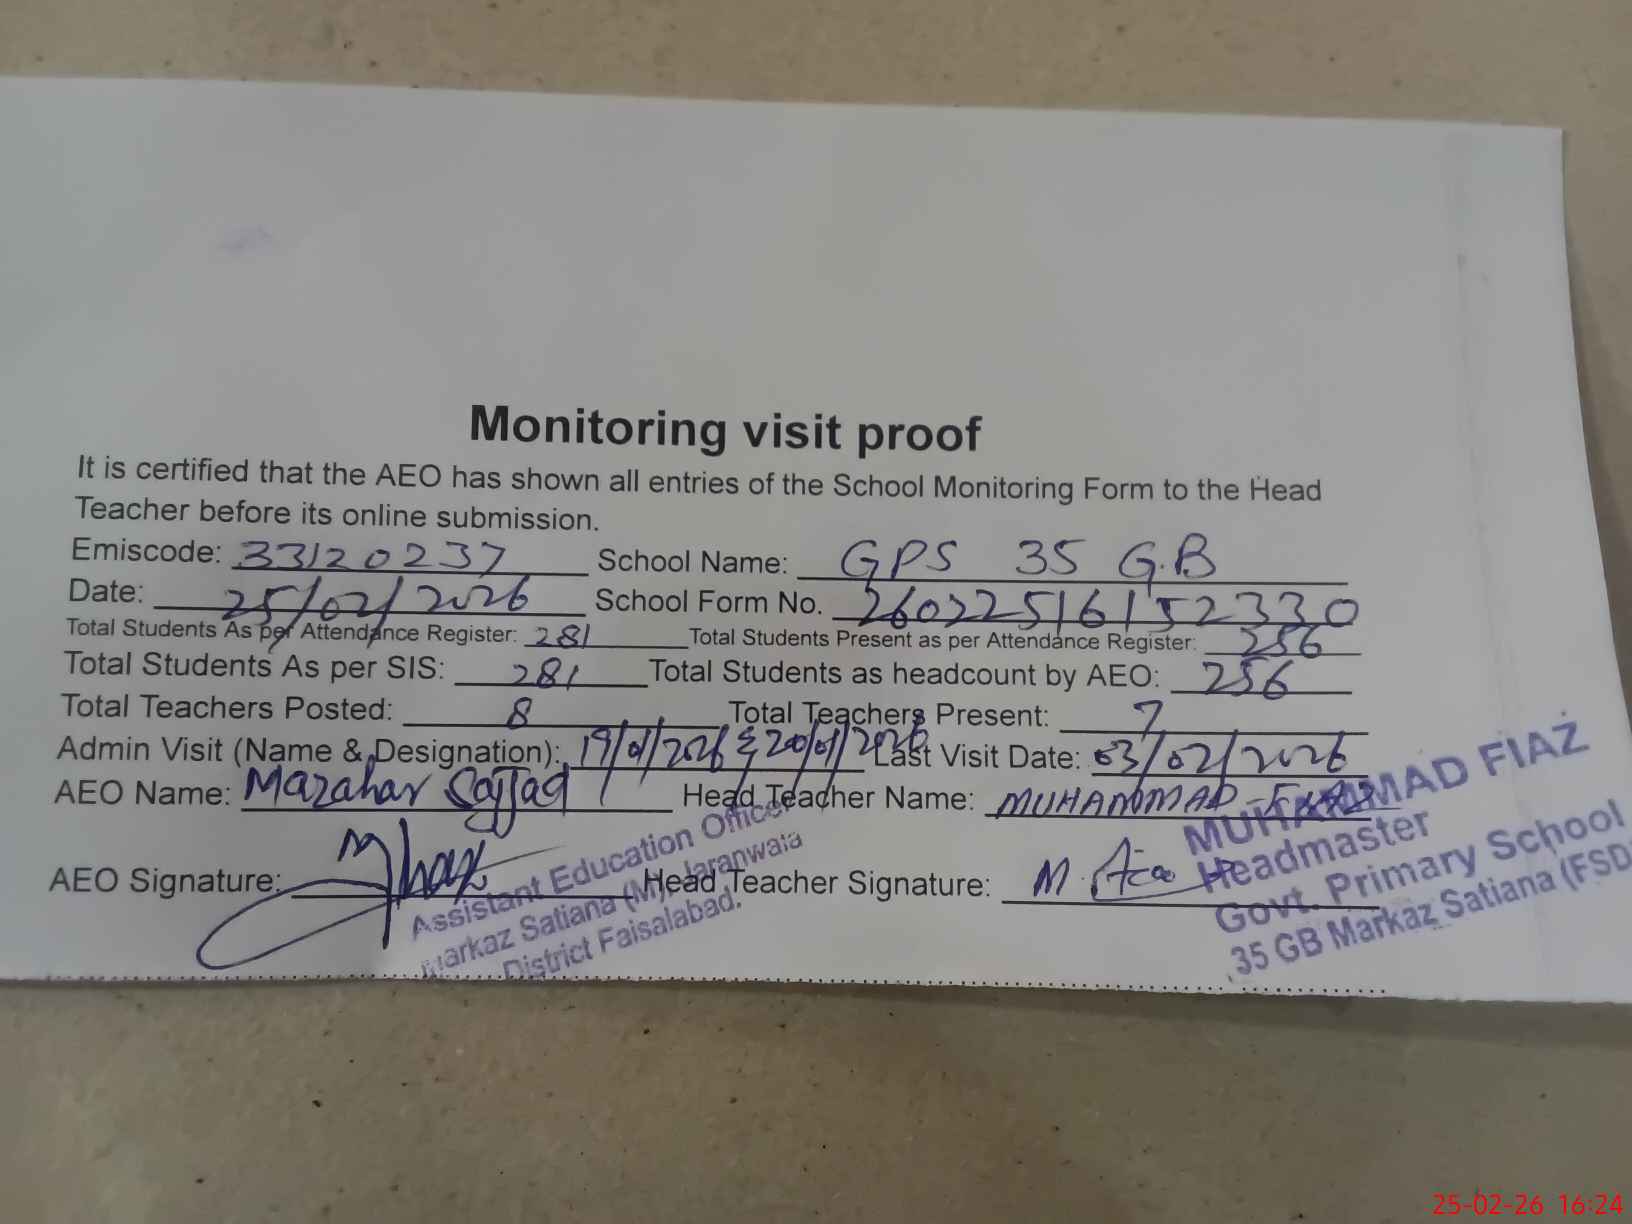 Monitoring visit proof
It is certified that the AEO has shown all entries of the School Monitoring Form to the Head
Teacher before its online submission.
Emiscode: 33120237 School Name: GPS 35 G.B
Date: 25/02/2026 School Form No. 2602251615 2330
Total Students As per Attendance Register: 281 Total Students Present as per Attendance Register: 256
Total Students As per SIS: 281 Total Students as headcount by AEO: 256
Total Teachers Posted: 8 Total Teachers Present: 7
Admin Visit (Name & Designation): 19/01/2026 & 20/01/2026 Last Visit Date: 03/02/2026
AEO Name: Mazahar Sajjad Head Teacher Name: MUHAMMAD FIAZ
AEO Signature: Head Teacher Signature:
Assistant Education Officer
Markaz Satiana (M) Jaranwala
District Faisalabad.
MUHAMMAD FIAZ
Headmaster
Govt. Primary School
35 GB Markaz Satiana (FSD
25-02-26 16:24